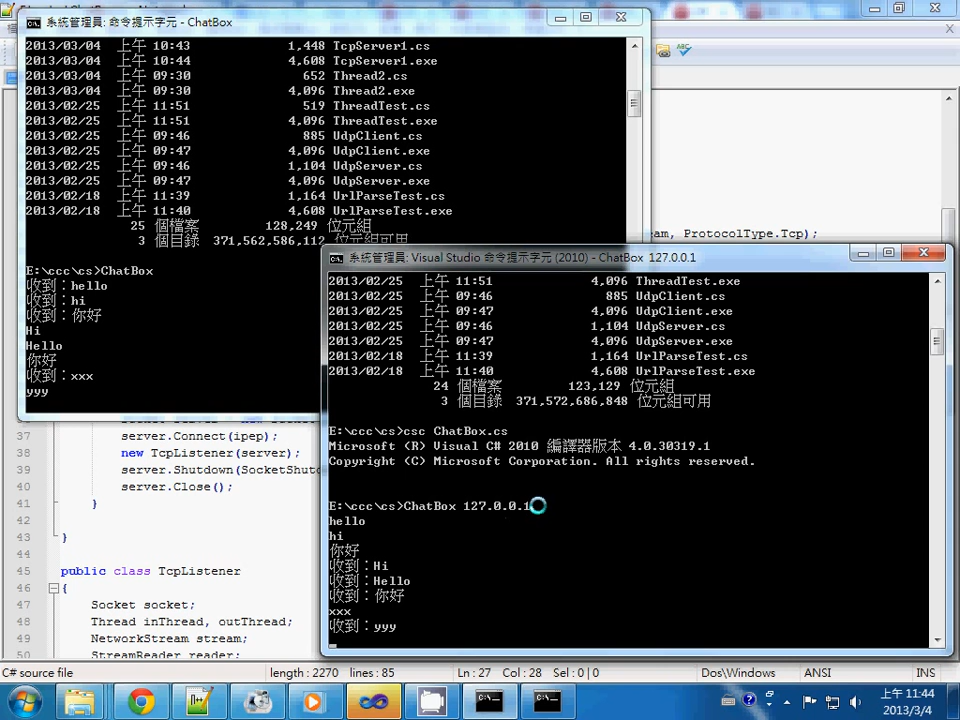 系統管理員: 命令提示字元 - ChatBox
2013/03/04 上午 10:43 1,448 TcpServer1.cs
2013/03/04 上午 10:44 4,608 TcpServer1.exe
2013/03/04 上午 09:30 652 Thread2.cs
2013/03/04 上午 09:30 4,096 Thread2.exe
2013/02/25 上午 11:51 519 ThreadTest.cs
2013/02/25 上午 11:51 4,096 ThreadTest.exe
2013/02/25 上午 09:46 885 UdpClient.cs
2013/02/25 上午 09:47 4,096 UdpClient.exe
2013/02/25 上午 09:46 1,104 UdpServer.cs
2013/02/25 上午 09:47 4,096 UdpServer.exe
2013/02/18 上午 11:39 1,164 UrlParseTest.cs
2013/02/18 上午 11:40 4,608 UrlParseTest.exe
25 個檔案 128,249 位元組
3 個目錄 371,562,586,112 位元組可用
E:\ccc\cs>ChatBox
收到：hello
收到：hi
收到：你好
Hi
Hello
你好
收到：xxx
yyy
eam, ProtocolType.Tcp);
系統管理員: Visual Studio 命令提示字元 (2010) - ChatBox 127.0.0.1
2013/02/25 上午 11:51 4,096 ThreadTest.exe
2013/02/25 上午 09:46 885 UdpClient.cs
2013/02/25 上午 09:47 4,096 UdpClient.exe
2013/02/25 上午 09:46 1,104 UdpServer.cs
2013/02/25 上午 09:47 4,096 UdpServer.exe
2013/02/18 上午 11:39 1,164 UrlParseTest.cs
2013/02/18 上午 11:40 4,608 UrlParseTest.exe
24 個檔案 123,129 位元組
3 個目錄 371,572,686,848 位元組可用
E:\ccc\cs>csc ChatBox.cs
Microsoft (R) Visual C# 2010 編譯器版本 4.0.30319.1
Copyright (C) Microsoft Corporation. All rights reserved.
E:\ccc\cs>ChatBox 127.0.0.1
hello
hi
你好
收到：Hi
收到：Hello
收到：你好
xxx
收到：yyy
37 server.Connect(ipep);
38 new TcpListener(server);
39 server.Shutdown(SocketShutd
40 server.Close();
41 }
42
43 }
44
45 public class TcpListener
46 {
47 Socket socket;
48 Thread inThread, outThread;
49 NetworkStream stream;
50 StreamReader reader;
C# source file length : 2270 lines : 85 Ln : 27 Col : 28 Sel : 0 | 0 Dos\Windows ANSI INS
上午 11:44
2013/3/4